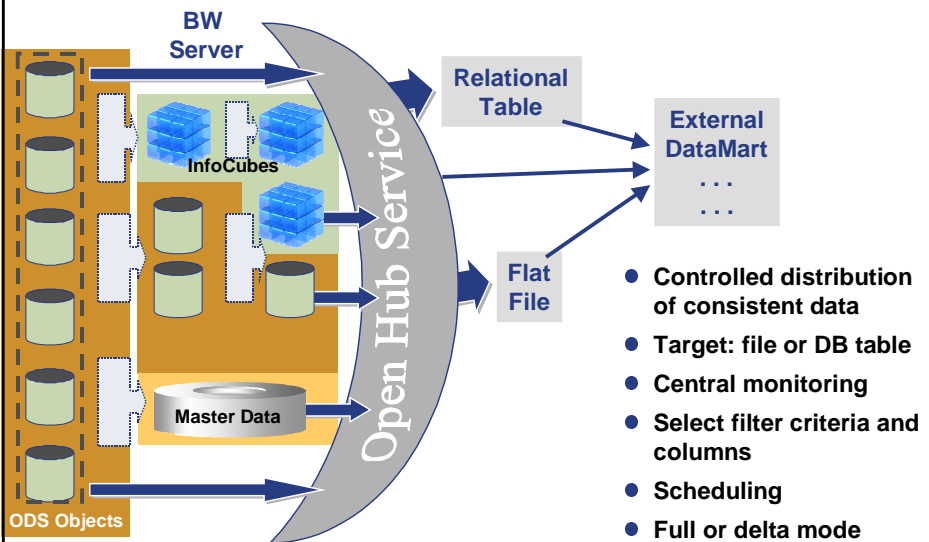 BW
Server
Relational
Table
External
DataMart
. . .
. . .
InfoCubes
Open Hub Service
Flat
File
Master Data
ODS Objects
● Controlled distribution
of consistent data
● Target: file or DB table
● Central monitoring
● Select filter criteria and
columns
● Scheduling
● Full or delta mode